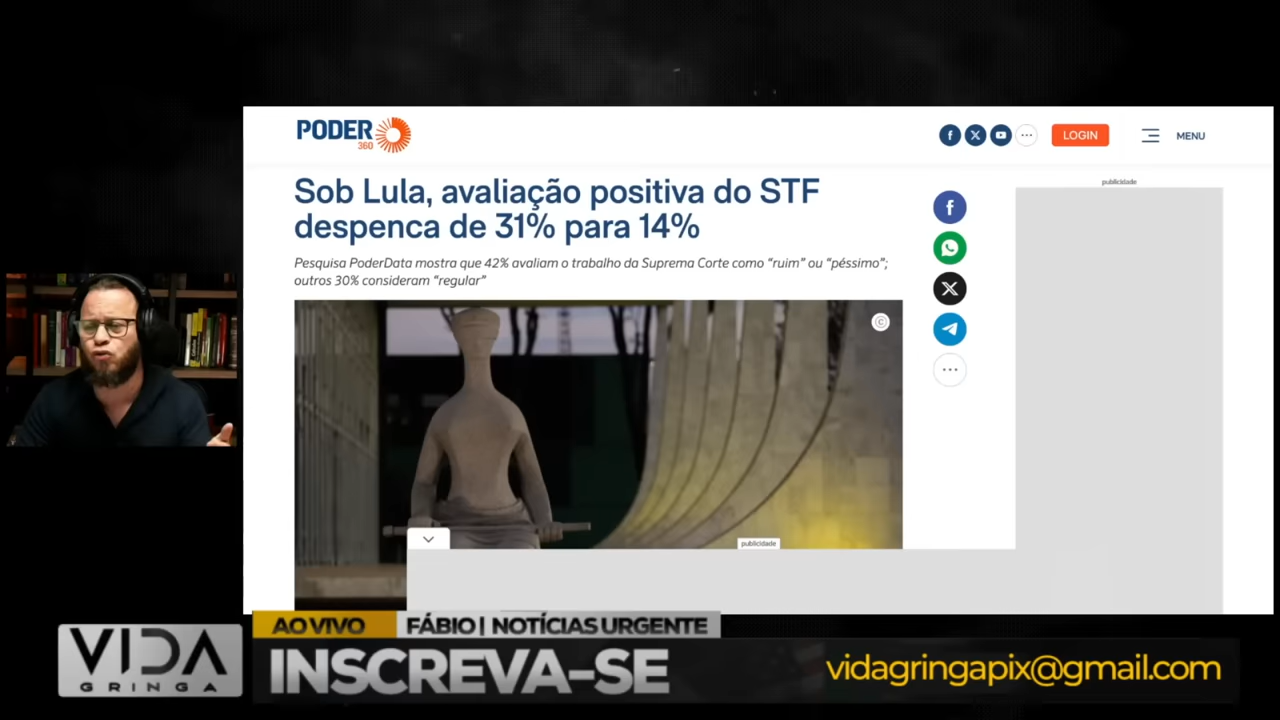 PODER
360
LOGIN
MENU
publicidade
Sob Lula, avaliação positiva do STF
despenca de 31% para 14%
Pesquisa PoderData mostra que 42% avaliam o trabalho da Suprema Corte como “ruim” ou “péssimo”;
outros 30% consideram “regular”
publicidade
AO VIVO
FÁBIO | NOTÍCIAS URGENTE
VIDA
GRINGA
INSCREVA-SE
vidagringapix@gmail.com